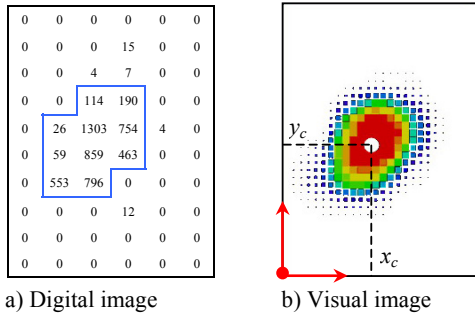 0 0 0 0 0 0
0 0 0 15 0 0
0 0 4 7 0 0
0 0 114 190 0 0
0 26 1303 754 4 0
0 59 859 463 0 0
0 553 796 0 0 0
0 0 0 12 0 0
0 0 0 0 0 0
0 0 0 0 0 0
a) Digital image
y_c
x_c
b) Visual image